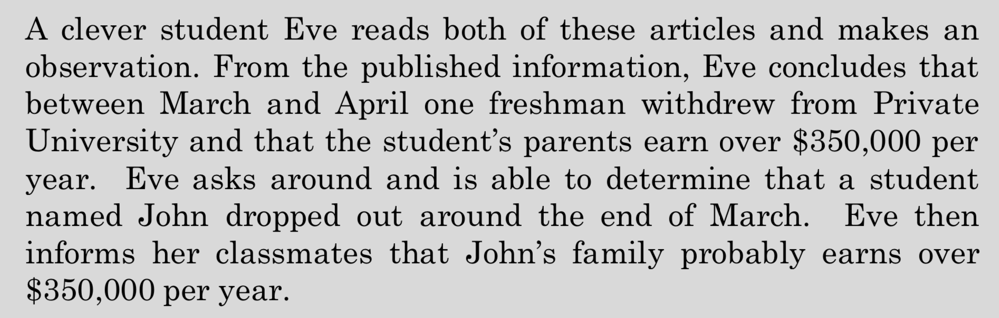 A clever student Eve reads both of these articles and makes an
observation. From the published information, Eve concludes that
between March and April one freshman withdrew from Private
University and that the student’s parents earn over $350,000 per
year. Eve asks around and is able to determine that a student
named John dropped out around the end of March. Eve then
informs her classmates that John’s family probably earns over
$350,000 per year.